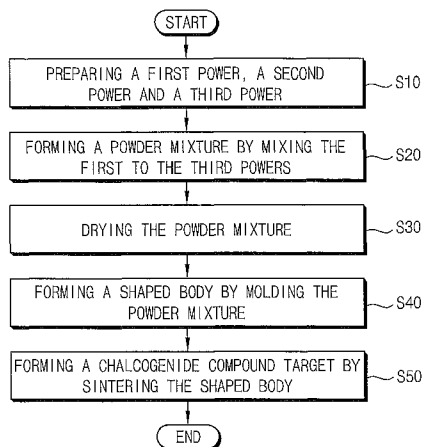 START
PREPARING A FIRST POWER, A SECOND
POWER AND A THIRD POWER
S10
FORMING A POWDER MIXTURE BY MIXING THE
FIRST TO THE THIRD POWERS
S20
DRYING THE POWDER MIXTURE
S30
FORMING A SHAPED BODY BY MOLDING THE
POWDER MIXTURE
S40
FORMING A CHALCOGENIDE COMPOUND TARGET BY
SINTERING THE SHAPED BODY
S50
END